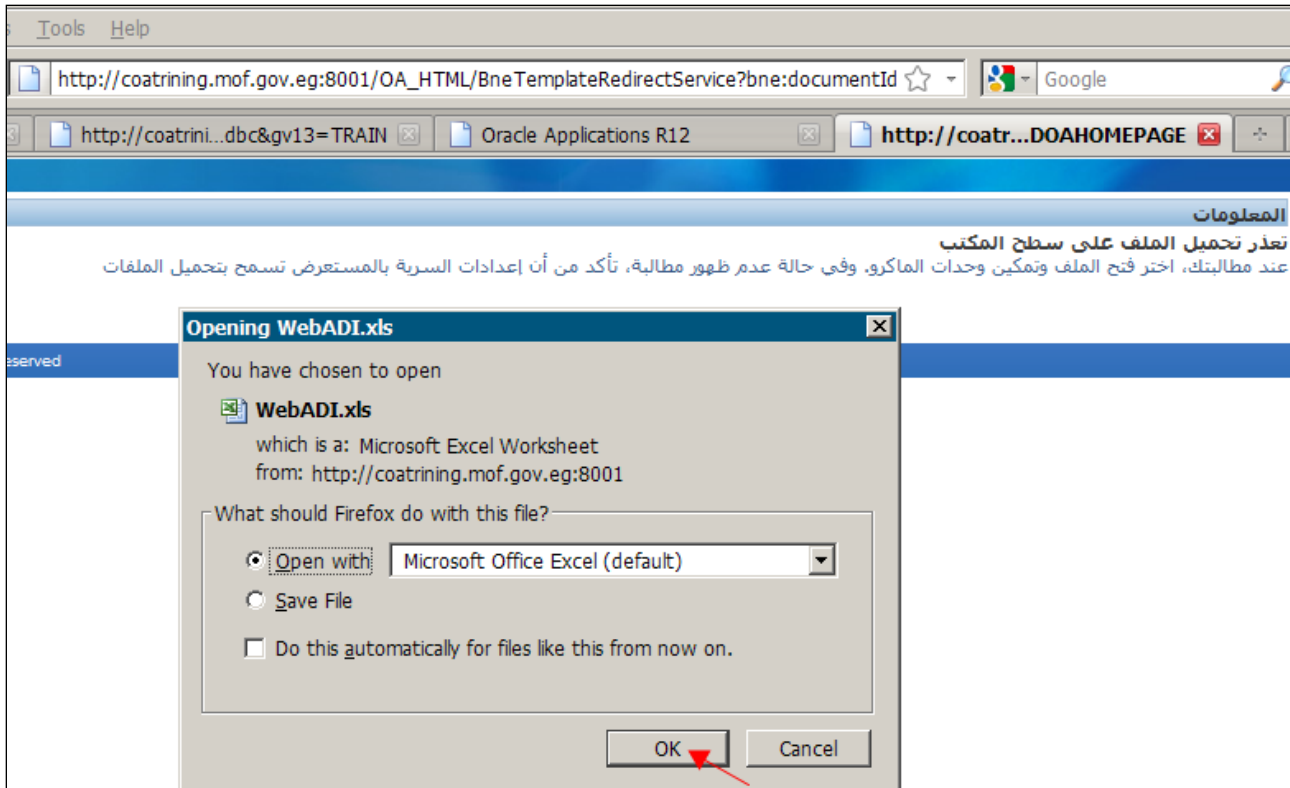 Tools Help
http://coatrining.mof.gov.eg:8001/OA_HTML/BneTemplateRedirectService?bne:documentId Google
http://coatrini...dbc&gv13=TRAIN Oracle Applications R12 http://coatr...DOAHOMEPAGE
المعلومات
تعذر تحميل الملف على سطح المكتب
عند مطالبتك، اختر فتح الملف وتمكين وحدات الماكرو. وفي حالة عدم ظهور مطالبة، تأكد من أن إعدادات السرية بالمستعرض تسمح بتحميل الملفات
Opening WebADI.xls
eserved
You have chosen to open
WebADI.xls
which is a: Microsoft Excel Worksheet
from: http://coatrining.mof.gov.eg:8001
What should Firefox do with this file?
Open with Microsoft Office Excel (default)
Save File
Do this automatically for files like this from now on.
OK Cancel